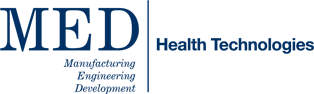 MED
Manufacturing
Engineering
Development
Health Technologies